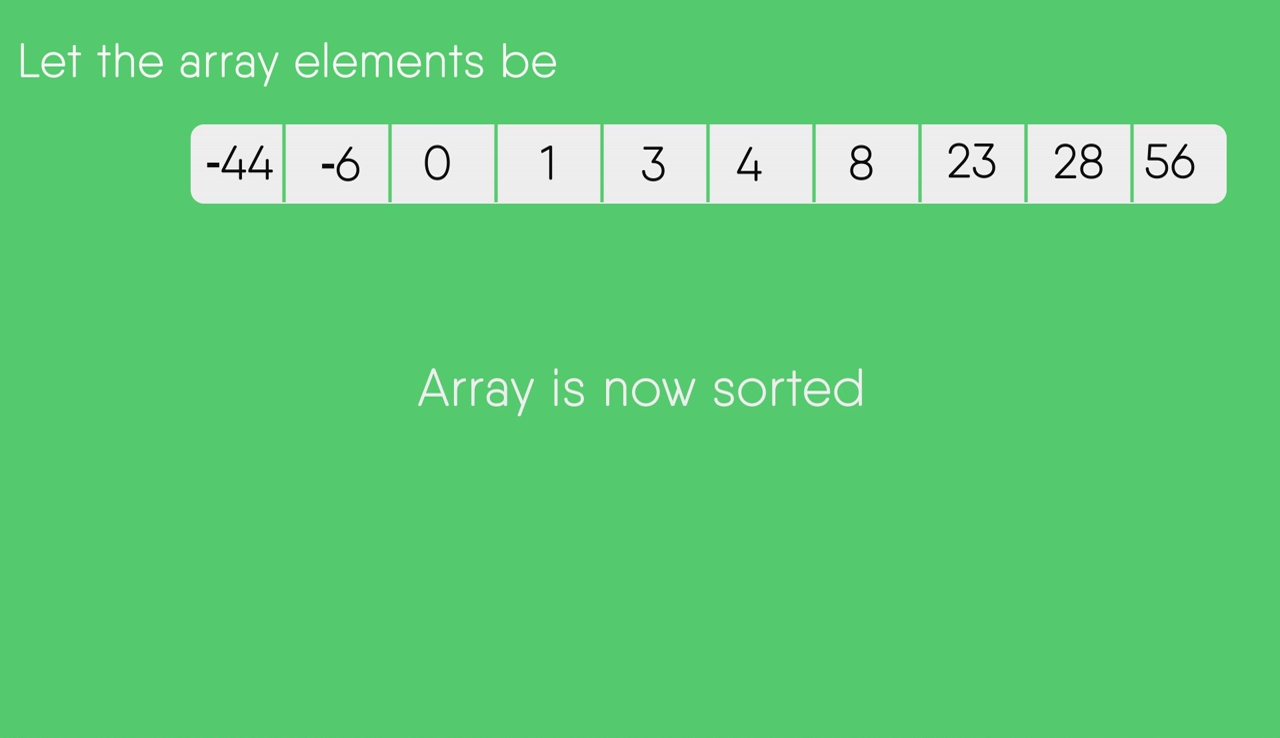 Let the array elements be
-44 -6 0 1 3 4 8 23 28 56
Array is now sorted